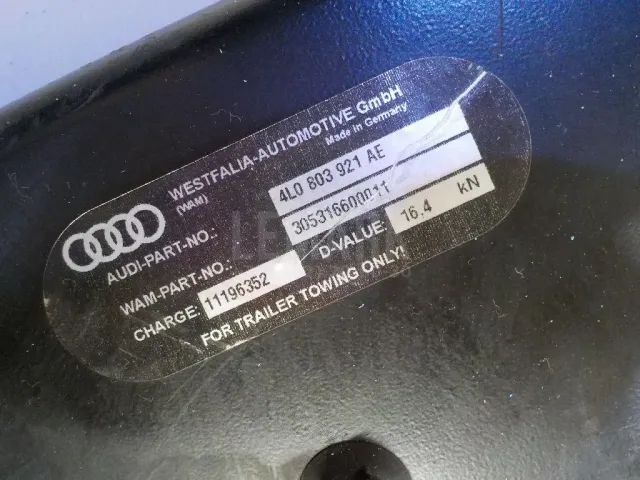 WESTFALIA-AUTOMOTIVE GmbH
(WAM) Made in Germany
AUDI-PART-NO.: 4L0 803 921 AE
WAM-PART-NO.: 305316600011
CHARGE: 11196352 D-VALUE: 16.4 kN
FOR TRAILER TOWING ONLY!